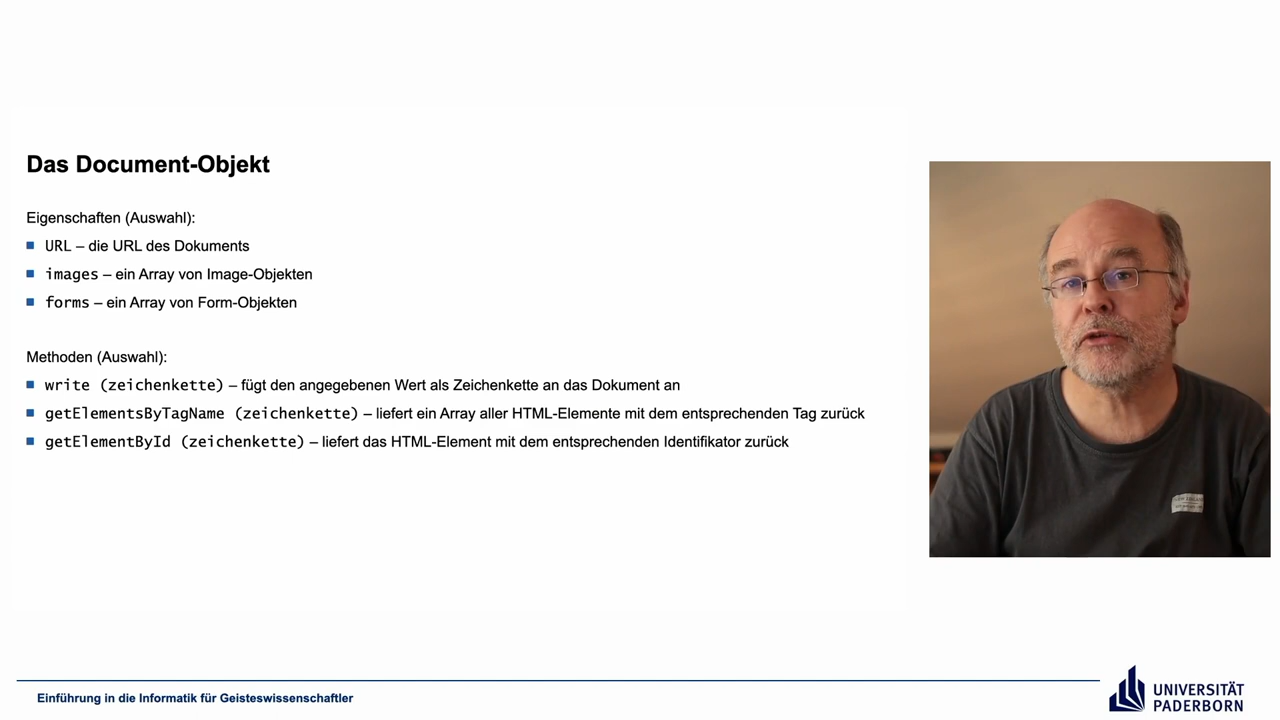 Das Document-Objekt
Eigenschaften (Auswahl):
URL – die URL des Dokuments
images – ein Array von Image-Objekten
forms – ein Array von Form-Objekten
Methoden (Auswahl):
write (zeichenkette) – fügt den angegebenen Wert als Zeichenkette an das Dokument an
getElementsByTagName (zeichenkette) – liefert ein Array aller HTML-Elemente mit dem entsprechenden Tag zurück
getElementById (zeichenkette) – liefert das HTML-Element mit dem entsprechenden Identifikator zurück
Einführung in die Informatik für Geisteswissenschaftler
UNIVERSITÄT
PADERBORN